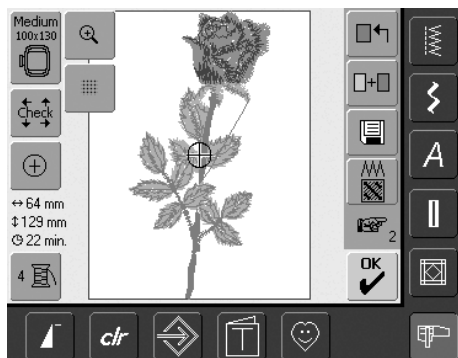 Medium
100x130
Check
↔ 64 mm
↕ 129 mm
22 min.
4
2
OK
A
clr
T